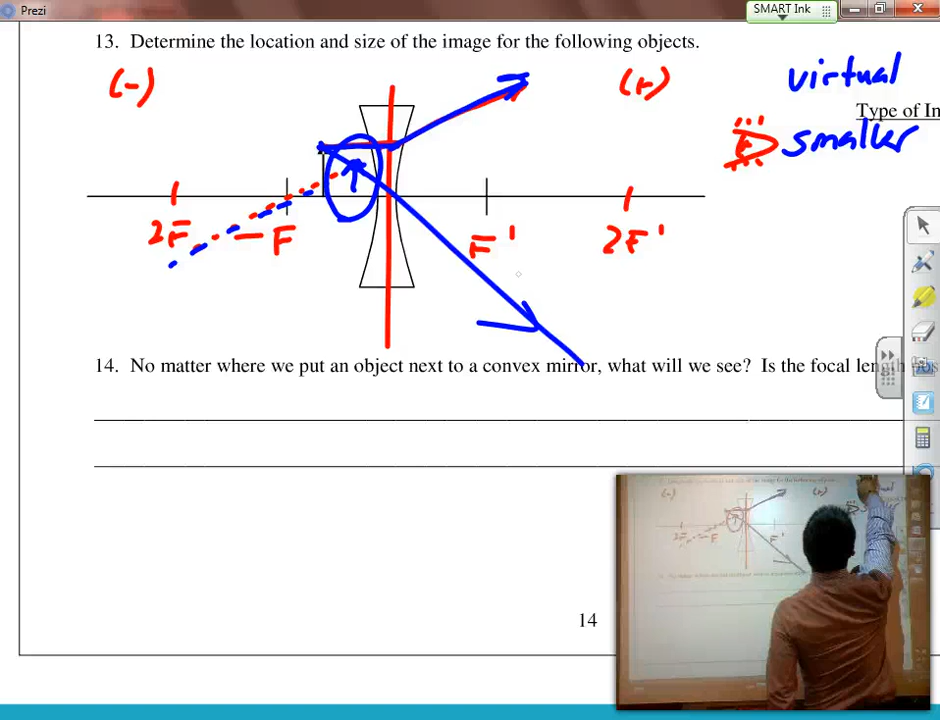 Prezi
SMART Ink
13. Determine the location and size of the image for the following objects.
(-)
(+)
virtual
Type of
smaller
2F
F
F'
2F'
14. No matter where we put an object next to a convex mirror, what will we see? Is the focal
14